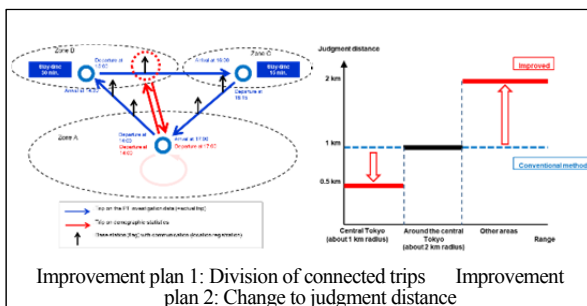 Zone B
Departure at
15:00
Arrival at 16:00
Zone C
Stay-time
30 min.
Stay-time
15 min.
Arrival at 14:30
Departure at
16:15
Zone A
Departure at
14:00
Departure at
14:00
Arrival at 17:00
Departure at 17:00
Trip on the PT investigation data (=actual trip)
Trip on demographic statistics
Base station (flag) with communication (location registration)
Judgment distance
Improved
2 km
1 km
Conventional method
0.5 km
Central Tokyo
(about 1 km radius)
Around the central
Tokyo
(about 2 km radius)
Other areas
Range
Improvement plan 1: Division of connected trips Improvement
plan 2: Change to judgment distance